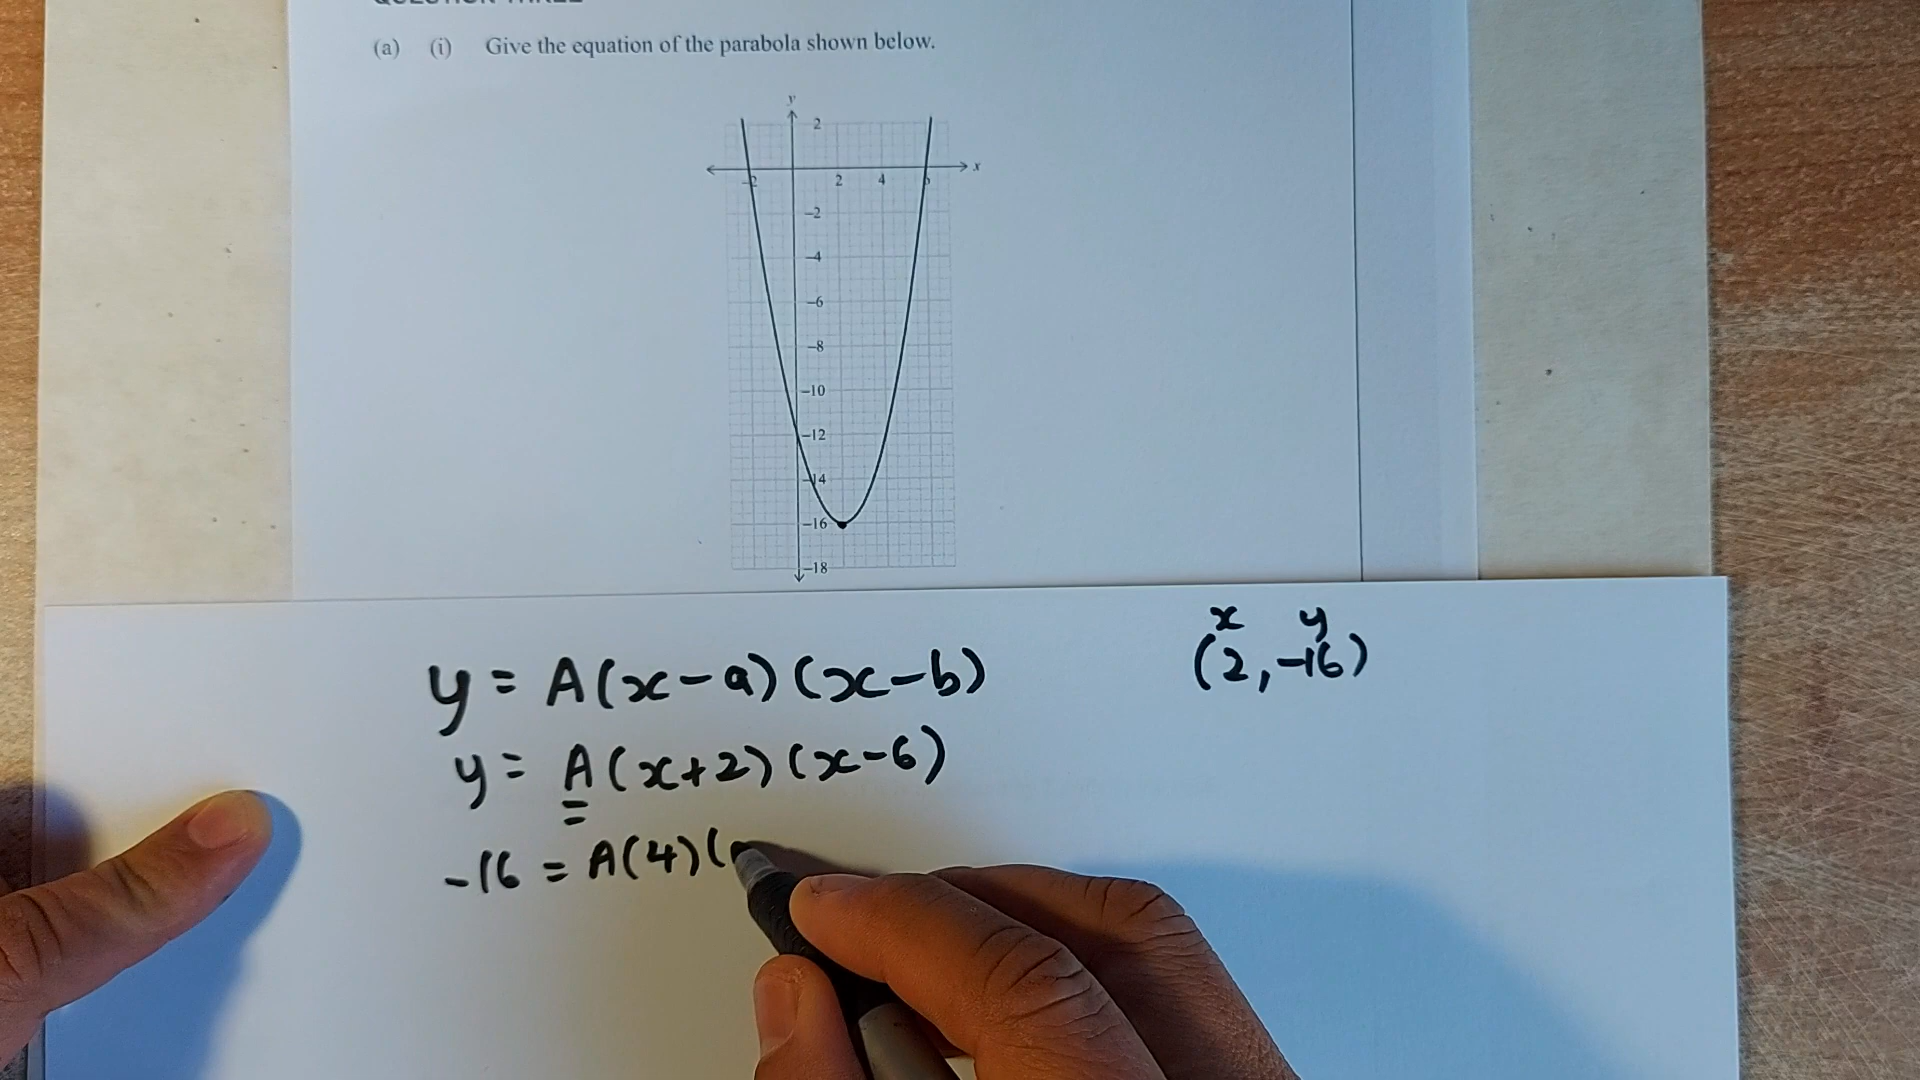 (a) (i) Give the equation of the parabola shown below.
y
2
x
-2 2 4 6
-2
-4
-6
-8
-10
-12
-14
-16
-18
x y
(2, -16)
y = A(x-a)(x-b)
y = A(x+2)(x-6)
-16 = A(4)(